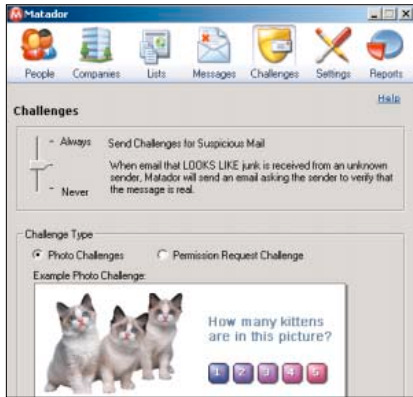 Matador
People Companies Lists Messages Challenges Settings Reports
Help
Challenges
Always
Send Challenges for Suspicious Mail
When email that LOOKS LIKE junk is received from an unknown
sender, Matador will send an email asking the sender to verify that
the message is real.
Never
Challenge Type
Photo Challenges Permission Request Challenge
Example Photo Challenge:
How many kittens
are in this picture?
1 2 3 4 5